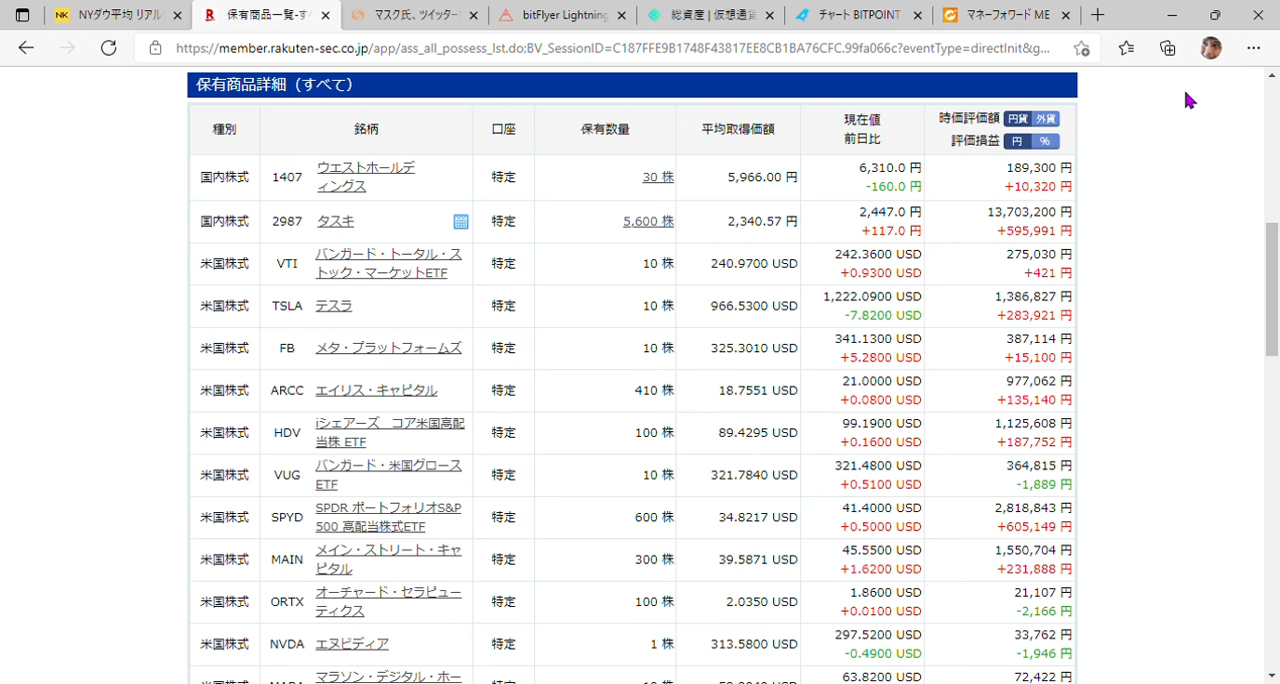 NYダウ平均 リアル
保有商品一覧-す
マスク氏、ツイッター
bitFlyer Lightning
総資産 | 仮想通貨
チャート BITPOINT
マネーフォワード ME
https://member.rakuten-sec.co.jp/app/ass_all_possess_lst.do;BV_SessionID=C187FFE9B1748F43817EEBCB1BA76CFC.99fa066c?eventType=directInit&g...
保有商品詳細（すべて）
種別 銘柄 口座 保有数量 平均取得価額 現在値 時価評価額 円貨 外貨
前日比 評価損益 円 %
国内株式 1407 ウエストホールデ 特定 30 株 5,966.00 円 6,310.0 円 189,300 円
ィングス -160.0 円 +10,320 円
国内株式 2987 タスキ 特定 5,600 株 2,340.57 円 2,447.0 円 13,703,200 円
+117.0 円 +595,991 円
米国株式 VTI バンガード・トータル・ス 特定 10 株 240.9700 USD 242.3600 USD 275,030 円
トック・マーケットETF +0.9300 USD +421 円
米国株式 TSLA テスラ 特定 10 株 966.5300 USD 1,222.0900 USD 1,386,827 円
-7.8200 USD +283,921 円
米国株式 FB メタ・プラットフォームズ 特定 10 株 325.3010 USD 341.1300 USD 387,114 円
+5.2800 USD +15,100 円
米国株式 ARCC エイリス・キャピタル 特定 410 株 18.7551 USD 21.0000 USD 977,062 円
+0.0800 USD +135,140 円
米国株式 HDV iシェアーズ　コア米国高配 特定 100 株 89.4295 USD 99.1900 USD 1,125,608 円
当株 ETF +0.1600 USD +187,752 円
米国株式 VUG バンガード・米国グロース 特定 10 株 321.7840 USD 321.4800 USD 364,815 円
ETF +0.5100 USD -1,889 円
米国株式 SPYD SPDR ポートフォリオS&P 特定 600 株 34.8217 USD 41.4000 USD 2,818,843 円
500 高配当株式ETF +0.5000 USD +605,149 円
米国株式 MAIN メイン・ストリート・キャ 特定 300 株 39.5871 USD 45.5500 USD 1,550,704 円
ピタル +1.6200 USD +231,888 円
米国株式 ORTX オーチャード・セラピュー 特定 100 株 2.0350 USD 1.8600 USD 21,107 円
ティクス +0.0100 USD -2,166 円
米国株式 NVDA エヌビディア 特定 1 株 313.5800 USD 297.5200 USD 33,762 円
-0.4900 USD -1,946 円
マラソン・デジタル・ホー 63.8200 USD 72,422 円